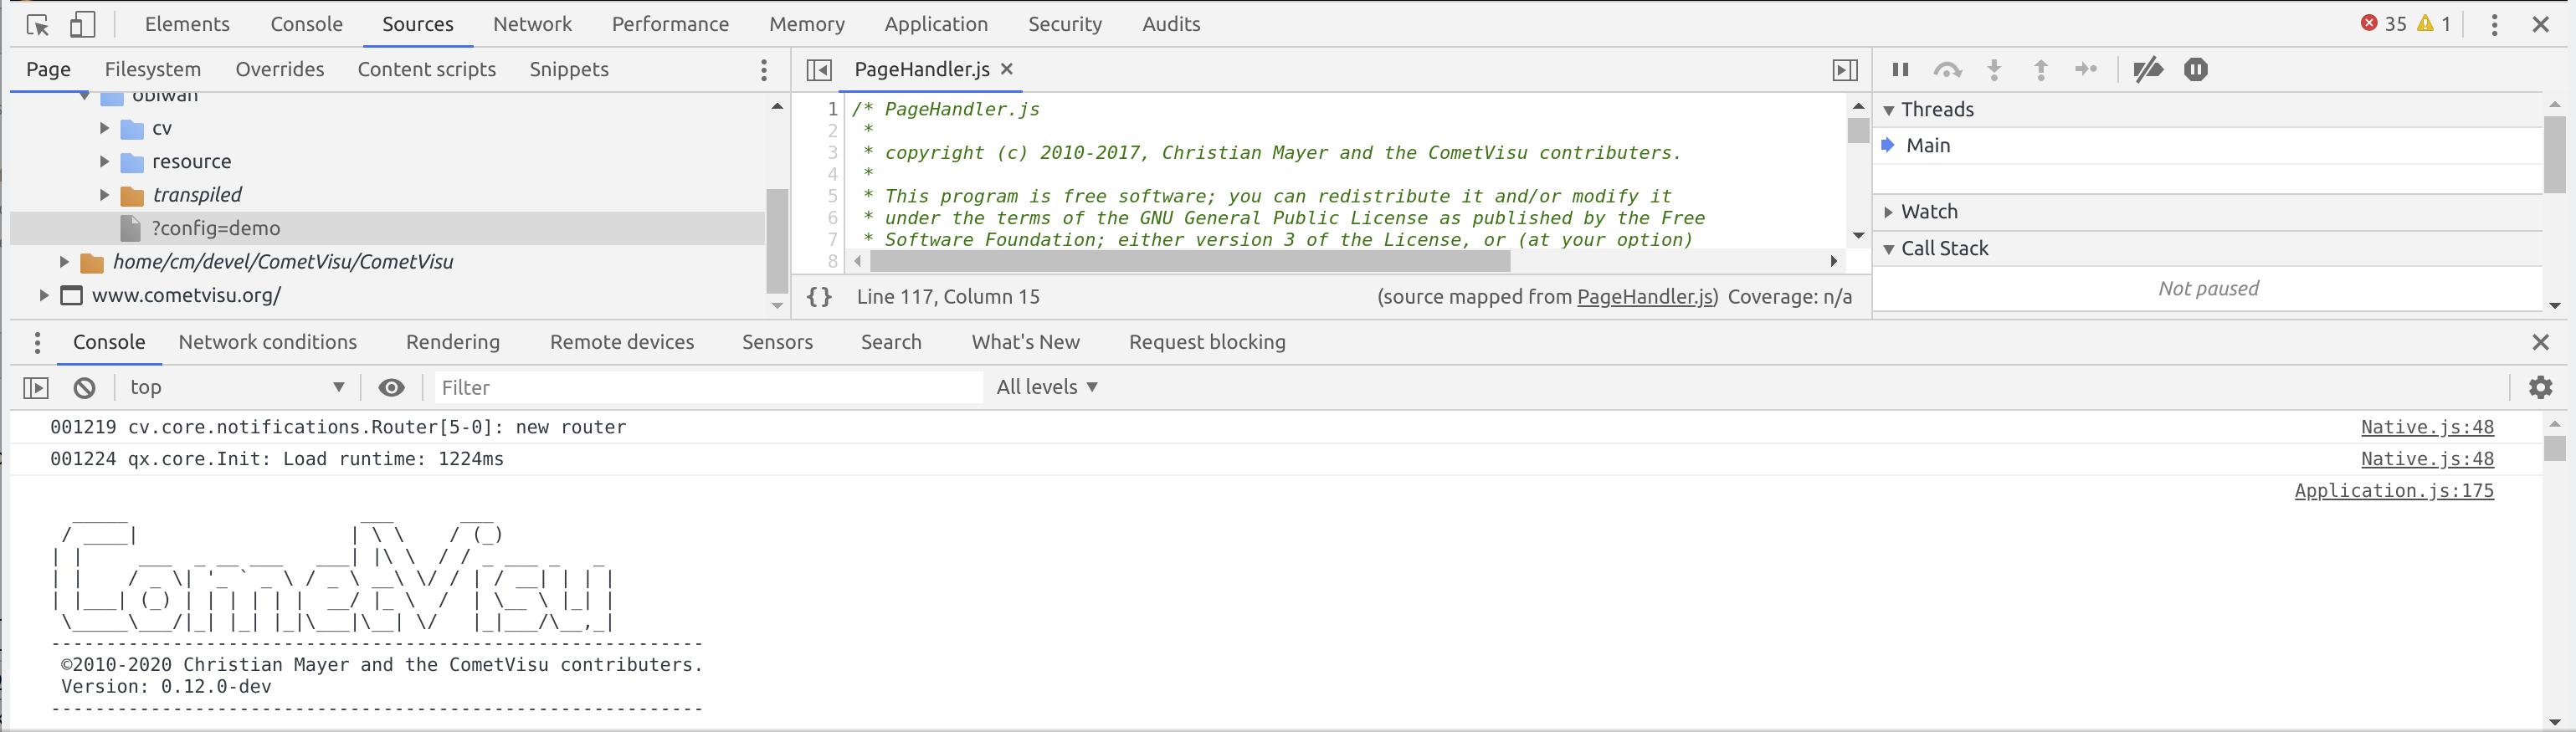 Elements Console Sources Network Performance Memory Application Security Audits 35 1
Page Filesystem Overrides Content scripts Snippets
obiwan
cv
resource
transpiled
?config=demo
home/cm/devel/CometVisu/CometVisu
www.cometvisu.org/
PageHandler.js
1 /* PageHandler.js
2 *
3 * copyright (c) 2010-2017, Christian Mayer and the CometVisu contributers.
4 *
5 * This program is free software; you can redistribute it and/or modify it
6 * under the terms of the GNU General Public License as published by the Free
7 * Software Foundation; either version 3 of the License, or (at your option)
8
{} Line 117, Column 15 (source mapped from PageHandler.js) Coverage: n/a
Threads
Main
Watch
Call Stack
Not paused
Console Network conditions Rendering Remote devices Sensors Search What's New Request blocking
top Filter All levels
001219 cv.core.notifications.Router[5-0]: new router Native.js:48
001224 qx.core.Init: Load runtime: 1224ms Native.js:48
Application.js:175
CometVisu
-----------------------------------------------------------
©2010-2020 Christian Mayer and the CometVisu contributers.
Version: 0.12.0-dev
-----------------------------------------------------------